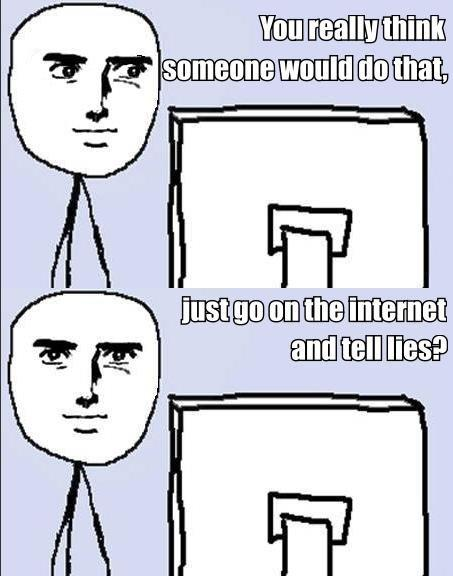 You really think
someone would do that,
just go on the internet
and tell lies?